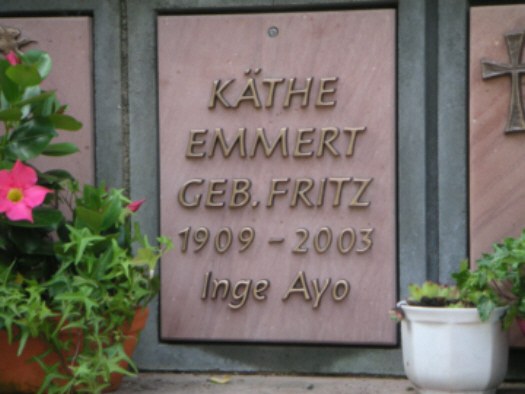 KÄTHE
EMMERT
GEB. FRITZ
1909 – 2003
Inge Ayo